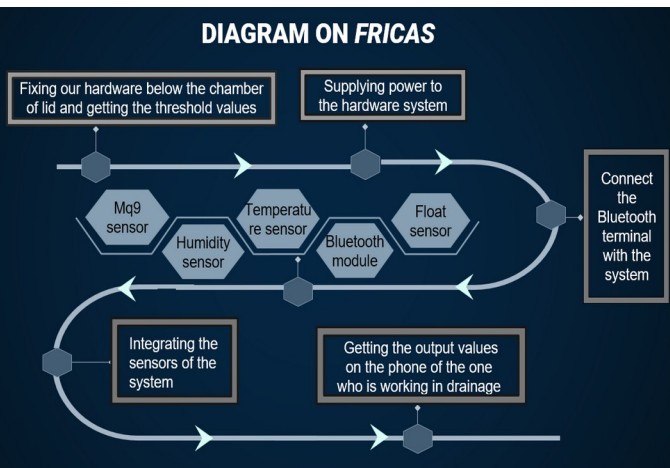 DIAGRAM ON FRICAS
Fixing our hardware below the chamber
of lid and getting the threshold values
Supplying power to
the hardware system
Connect
the
Bluetooth
terminal
with the
system
Mq9
sensor
Humidity
sensor
Temperatu
re sensor
Bluetooth
module
Float
sensor
Integrating the
sensors of the
system
Getting the output values
on the phone of the one
who is working in drainage